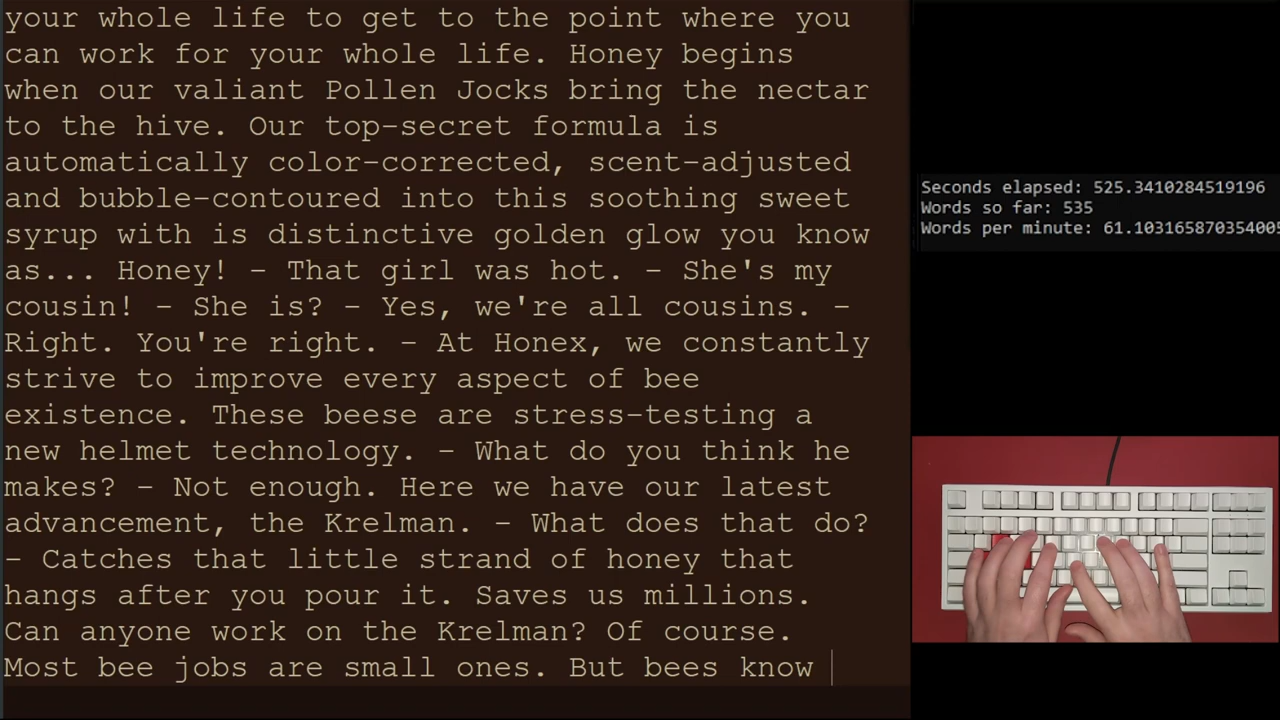 your whole life to get to the point where you
can work for your whole life. Honey begins
when our valiant Pollen Jocks bring the nectar
to the hive. Our top-secret formula is
automatically color-corrected, scent-adjusted
and bubble-contoured into this soothing sweet
syrup with is distinctive golden glow you know
as... Honey! - That girl was hot. - She's my
cousin! - She is? - Yes, we're all cousins. -
Right. You're right. - At Honex, we constantly
strive to improve every aspect of bee
existence. These beese are stress-testing a
new helmet technology. - What do you think he
makes? - Not enough. Here we have our latest
advancement, the Krelman. - What does that do?
- Catches that little strand of honey that
hangs after you pour it. Saves us millions.
Can anyone work on the Krelman? Of course.
Most bee jobs are small ones. But bees know
Seconds elapsed: 525.3410284519196
Words so far: 535
Words per minute: 61.103165870354005